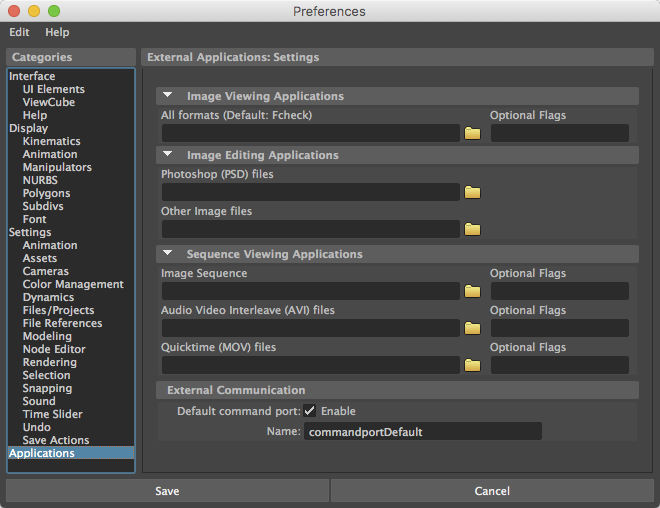 Preferences
Edit Help
Categories
Interface
UI Elements
ViewCube
Help
Display
Kinematics
Animation
Manipulators
NURBS
Polygons
Subdivs
Font
Settings
Animation
Assets
Cameras
Color Management
Dynamics
Files/Projects
File References
Modeling
Node Editor
Rendering
Selection
Snapping
Sound
Time Slider
Undo
Save Actions
Applications
External Applications: Settings
Image Viewing Applications
All formats (Default: Fcheck) Optional Flags
Image Editing Applications
Photoshop (PSD) files
Other Image files
Sequence Viewing Applications
Image Sequence Optional Flags
Audio Video Interleave (AVI) files Optional Flags
Quicktime (MOV) files Optional Flags
External Communication
Default command port: Enable
Name: commandportDefault
Save Cancel